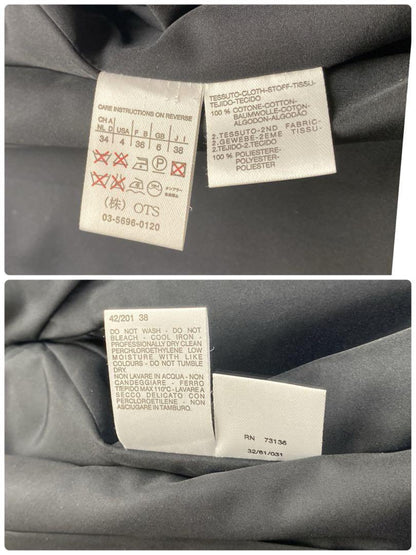 CARE INSTRUCTIONS ON REVERSE
CH A NL D USA F B GB J I
34 4 36 6 38
(株) OTS
03-5696-0120
TESSUTO-CLOTH-STOFF-TISSU-
TEJIDO-TECIDO
100 % COTONE-COTTON-
BAUMWOLLE-COTON-
ALGODON-ALGODÃO
2.TESSUTO-2ND FABRIC-
2.GEWEBE-2.EME TISSU-
2.TEJIDO-2.TECIDO
100 % POLIESTERE-
POLYESTER-
POLIESTER
42/201 38
DO NOT WASH - DO NOT
BLEACH - COOL IRON -
PROFESSIONALLY DRY CLEAN
PERCHLOROETHYLENE, LOW
MOISTURE WITH LIKE
COLOURS - DO NOT TUMBLE
DRY.
NON LAVARE IN ACQUA - NON
CANDEGGIARE - FERRO
TIEPIDO MAX 110°C - LAVARE A
SECCO DELICATO CON
PERCLOROETILENE - NON
ASCIUGARE IN TAMBURO.
RN 73136
32/61/031